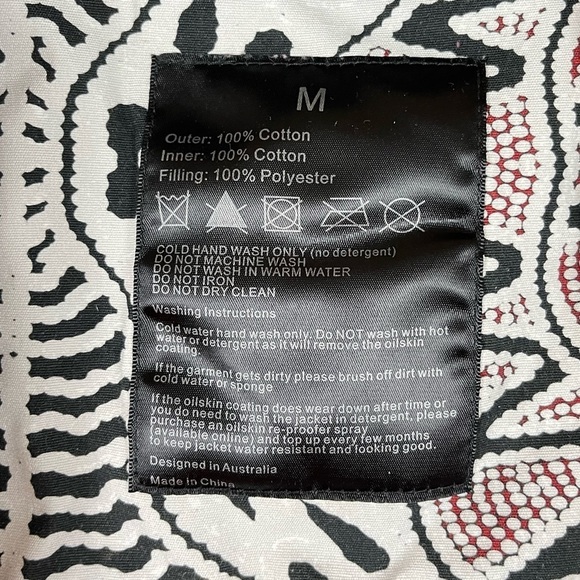 M
Outer: 100% Cotton
Inner: 100% Cotton
Filling: 100% Polyester
COLD HAND WASH ONLY (no detergent)
DO NOT MACHINE WASH
DO NOT WASH IN WARM WATER
DO NOT IRON
DO NOT DRY CLEAN
Washing Instructions
Cold water hand wash only. Do NOT wash with hot
water or detergent as it will remove the oilskin
coating.
If the garment gets dirty please brush off dirt with
cold water or sponge
If the oilskin coating does wear down after time or
you do need to wash the jacket in detergent, please
purchase an oilskin re-proofer spray
(available online) and top up every few months
to keep jacket water resistant and looking good.
Designed in Australia
Made in China